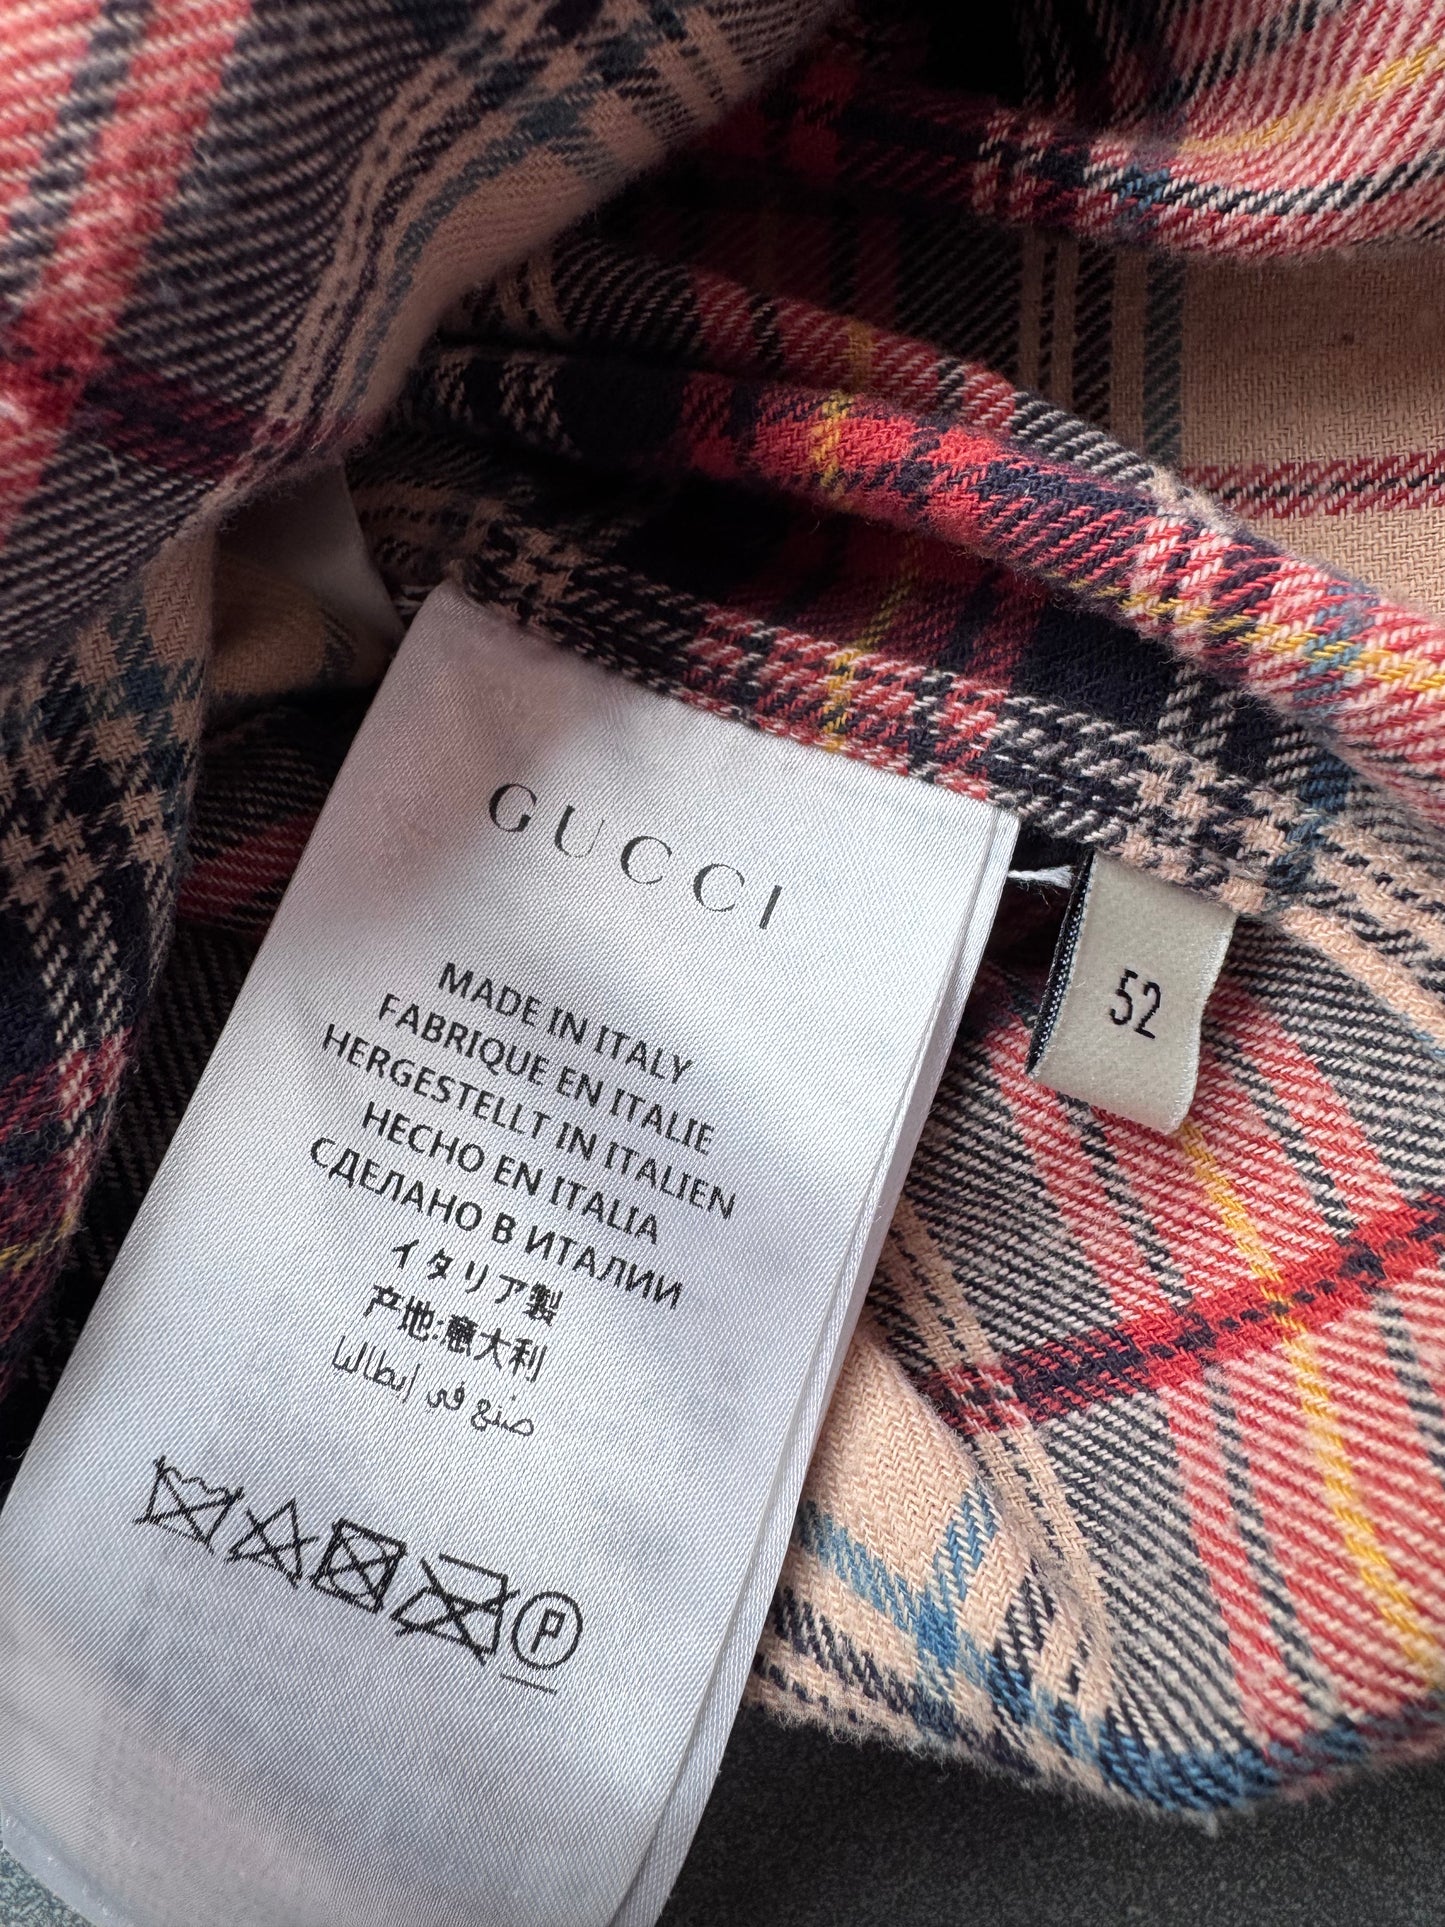 GUCCI
MADE IN ITALY
FABRIQUE EN ITALIE
HERGESTELLT IN ITALIEN
HECHO EN ITALIA
СДЕЛАНО В ИТАЛИИ
イタリア製
产地:意大利
صنع في إيطاليا
P
52